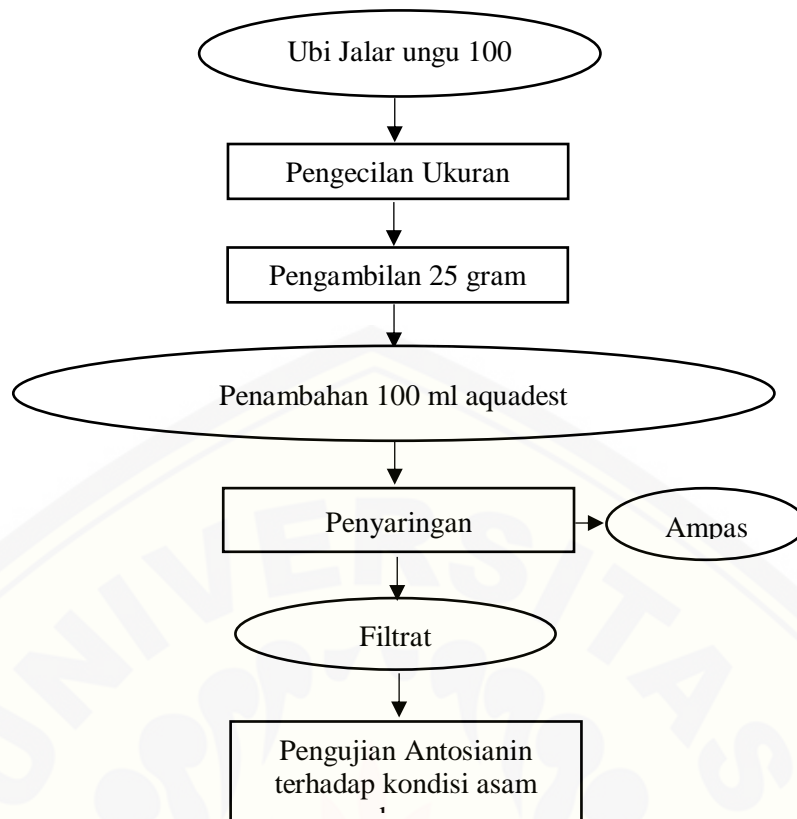 Ubi Jalar ungu 100
Pengecilan Ukuran
Pengambilan 25 gram
Penambahan 100 ml aquadest
Penyaringan
Ampas
Filtrat
Pengujian Antosianin
terhadap kondisi asam
UNIVERSITAS